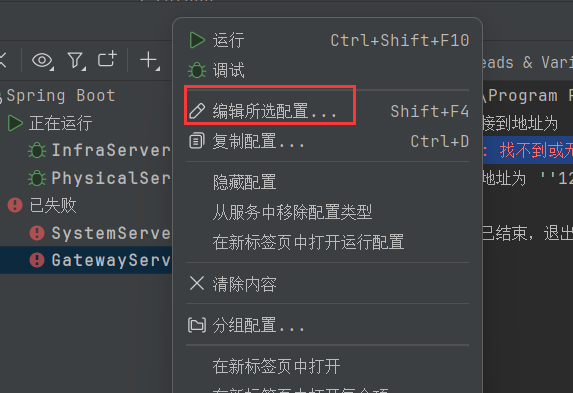 运行 Ctrl+Shift+F10
调试
eads & Vari
Spring Boot
编辑所选配置... Shift+F4
\Program F
正在运行
接到地址为
复制配置... Ctrl+D
InfraServer
: 找不到或无
PhysicalSer
隐藏配置
地址为 ''12
已失败
从服务中移除配置类型
SystemServe
已结束，退出
在新标签页中打开运行配置
GatewayServ
清除内容
分组配置...
在新标签页中打开